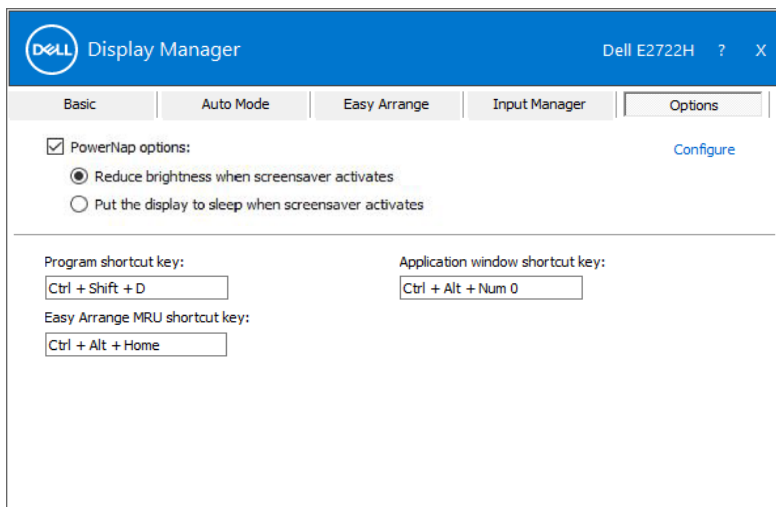 DELL Display Manager Dell E2722H ? X
Basic Auto Mode Easy Arrange Input Manager Options
PowerNap options: Configure
Reduce brightness when screensaver activates
Put the display to sleep when screensaver activates
Program shortcut key: Application window shortcut key:
Ctrl + Shift + D Ctrl + Alt + Num 0
Easy Arrange MRU shortcut key:
Ctrl + Alt + Home